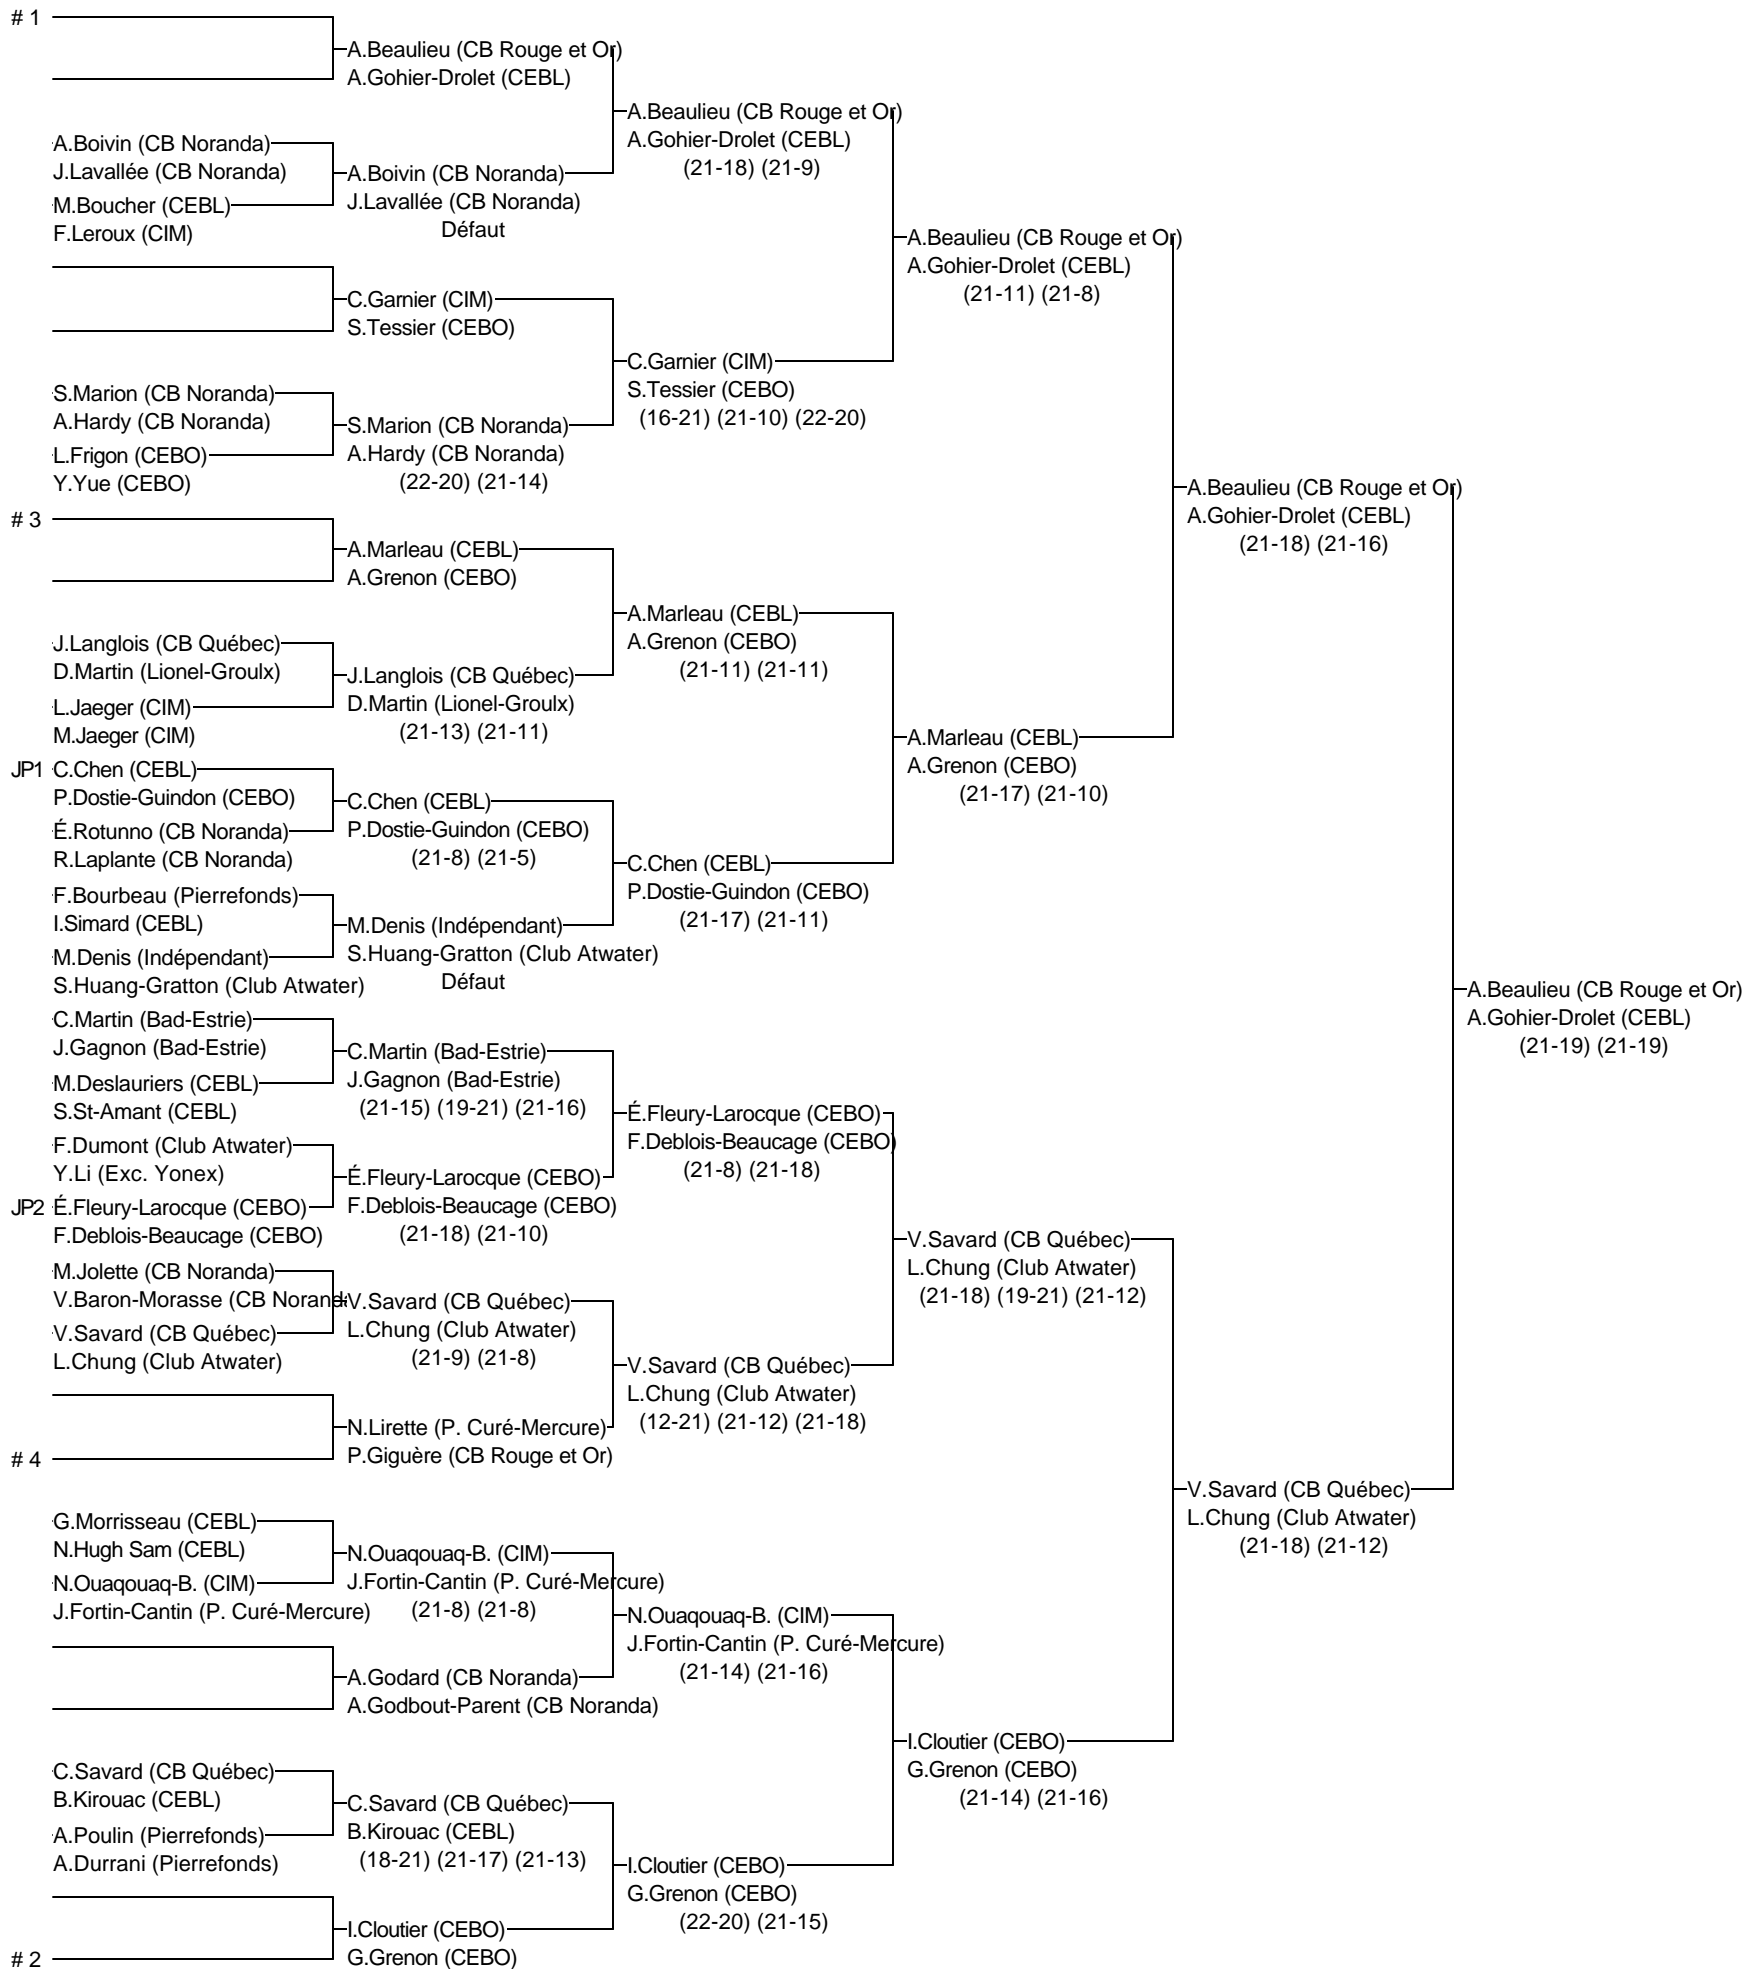 # 1
A.Boivin (CB Noranda)
J.Lavallée (CB Noranda)
M.Boucher (CEBL)
F.Leroux (CIM)
S.Marion (CB Noranda)
A.Hardy (CB Noranda)
L.Frigon (CEBO)
Y.Yue (CEBO)
# 3
J.Langlois (CB Québec)
D.Martin (Lionel-Groulx)
L.Jaeger (CIM)
M.Jaeger (CIM)
JP1 C.Chen (CEBL)
P.Dostie-Guindon (CEBO)
É.Rotunno (CB Noranda)
R.Laplante (CB Noranda)
F.Bourbeau (Pierrefonds)
I.Simard (CEBL)
M.Denis (Indépendant)
S.Huang-Gratton (Club Atwater)
C.Martin (Bad-Estrie)
J.Gagnon (Bad-Estrie)
M.Deslauriers (CEBL)
S.St-Amant (CEBL)
F.Dumont (Club Atwater)
Y.Li (Exc. Yonex)
JP2 É.Fleury-Larocque (CEBO)
F.Deblois-Beaucage (CEBO)
M.Jolette (CB Noranda)
V.Baron-Morasse (CB Norand
V.Savard (CB Québec)
L.Chung (Club Atwater)
# 4
G.Morrisseau (CEBL)
N.Hugh Sam (CEBL)
N.Ouaqouaq-B. (CIM)
J.Fortin-Cantin (P. Curé-Mercure)
C.Savard (CB Québec)
B.Kirouac (CEBL)
A.Poulin (Pierrefonds)
A.Durrani (Pierrefonds)
# 2
A.Beaulieu (CB Rouge et Or)
A.Gohier-Drolet (CEBL)
A.Boivin (CB Noranda)
J.Lavallée (CB Noranda)
Défaut
C.Garnier (CIM)
S.Tessier (CEBO)
S.Marion (CB Noranda)
A.Hardy (CB Noranda)
(22-20) (21-14)
A.Marleau (CEBL)
A.Grenon (CEBO)
J.Langlois (CB Québec)
D.Martin (Lionel-Groulx)
(21-13) (21-11)
C.Chen (CEBL)
P.Dostie-Guindon (CEBO)
(21-8) (21-5)
M.Denis (Indépendant)
S.Huang-Gratton (Club Atwater)
Défaut
C.Martin (Bad-Estrie)
J.Gagnon (Bad-Estrie)
(21-15) (19-21) (21-16)
É.Fleury-Larocque (CEBO)
F.Deblois-Beaucage (CEBO)
(21-18) (21-10)
V.Savard (CB Québec)
L.Chung (Club Atwater)
(21-9) (21-8)
N.Lirette (P. Curé-Mercure)
P.Giguère (CB Rouge et Or)
N.Ouaqouaq-B. (CIM)
J.Fortin-Cantin (P. Curé-Mercure)
(21-8) (21-8)
A.Godard (CB Noranda)
A.Godbout-Parent (CB Noranda)
C.Savard (CB Québec)
B.Kirouac (CEBL)
(18-21) (21-17) (21-13)
I.Cloutier (CEBO)
G.Grenon (CEBO)
A.Beaulieu (CB Rouge et Or)
A.Gohier-Drolet (CEBL)
(21-18) (21-9)
C.Garnier (CIM)
S.Tessier (CEBO)
(16-21) (21-10) (22-20)
A.Marleau (CEBL)
A.Grenon (CEBO)
(21-11) (21-11)
C.Chen (CEBL)
P.Dostie-Guindon (CEBO)
(21-17) (21-11)
É.Fleury-Larocque (CEBO)
F.Deblois-Beaucage (CEBO)
(21-8) (21-18)
V.Savard (CB Québec)
L.Chung (Club Atwater)
(12-21) (21-12) (21-18)
N.Ouaqouaq-B. (CIM)
J.Fortin-Cantin (P. Curé-Mercure)
(21-14) (21-16)
I.Cloutier (CEBO)
G.Grenon (CEBO)
(22-20) (21-15)
A.Beaulieu (CB Rouge et Or)
A.Gohier-Drolet (CEBL)
(21-11) (21-8)
A.Marleau (CEBL)
A.Grenon (CEBO)
(21-17) (21-10)
V.Savard (CB Québec)
L.Chung (Club Atwater)
(21-18) (19-21) (21-12)
I.Cloutier (CEBO)
G.Grenon (CEBO)
(21-14) (21-16)
A.Beaulieu (CB Rouge et Or)
A.Gohier-Drolet (CEBL)
(21-18) (21-16)
V.Savard (CB Québec)
L.Chung (Club Atwater)
(21-18) (21-12)
A.Beaulieu (CB Rouge et Or)
A.Gohier-Drolet (CEBL)
(21-19) (21-19)